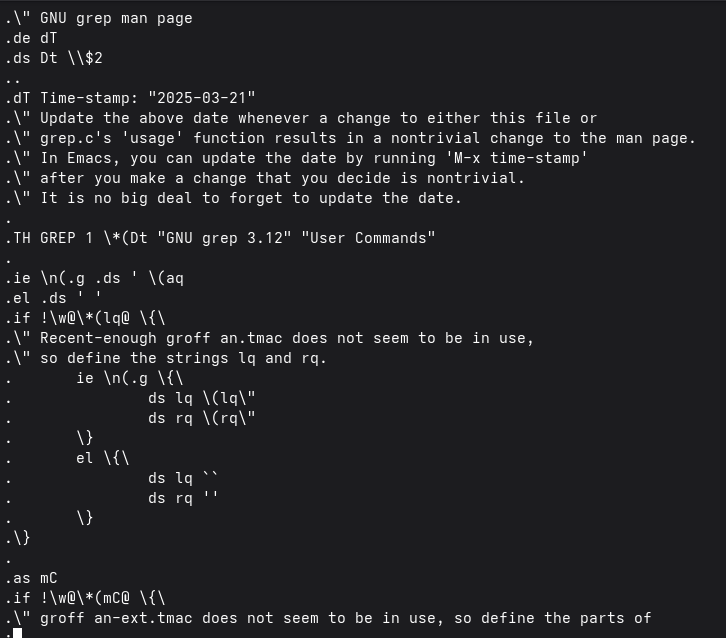 .\" GNU grep man page
.de dT
.ds Dt \\$2
..
.dT Time-stamp: "2025-03-21"
.\" Update the above date whenever a change to either this file or
.\" grep.c's 'usage' function results in a nontrivial change to the man page.
.\" In Emacs, you can update the date by running 'M-x time-stamp'
.\" after you make a change that you decide is nontrivial.
.\" It is no big deal to forget to update the date.
.
.TH GREP 1 \*(Dt "GNU grep 3.12" "User Commands"
.
.ie \n(.g .ds ' \(aq
.el .ds ' '
.if !\w@\*(lq@ \{\
.\" Recent-enough groff an.tmac does not seem to be in use,
.\" so define the strings lq and rq.
.       ie \n(.g \{\
.               ds lq \(lq\"
.               ds rq \(rq\"
.       \}
.       el \{\
.               ds lq ``
.               ds rq ''
.       \}
.\}
.
.as mC
.if !\w@\*(mC@ \{\
.\" groff an-ext.tmac does not seem to be in use, so define the parts of
: